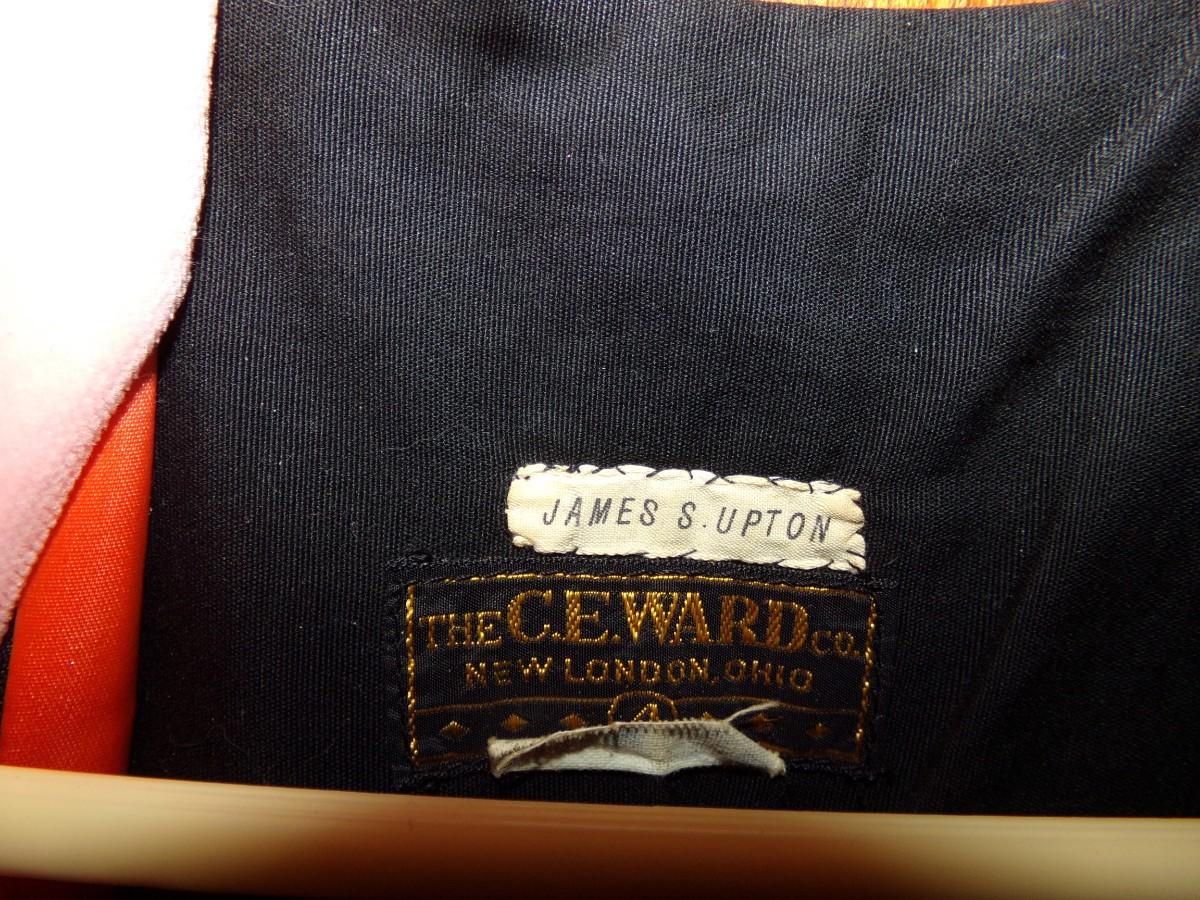 JAMES S. UPTON
THE C.E. WARD CO.
NEW LONDON, OHIO